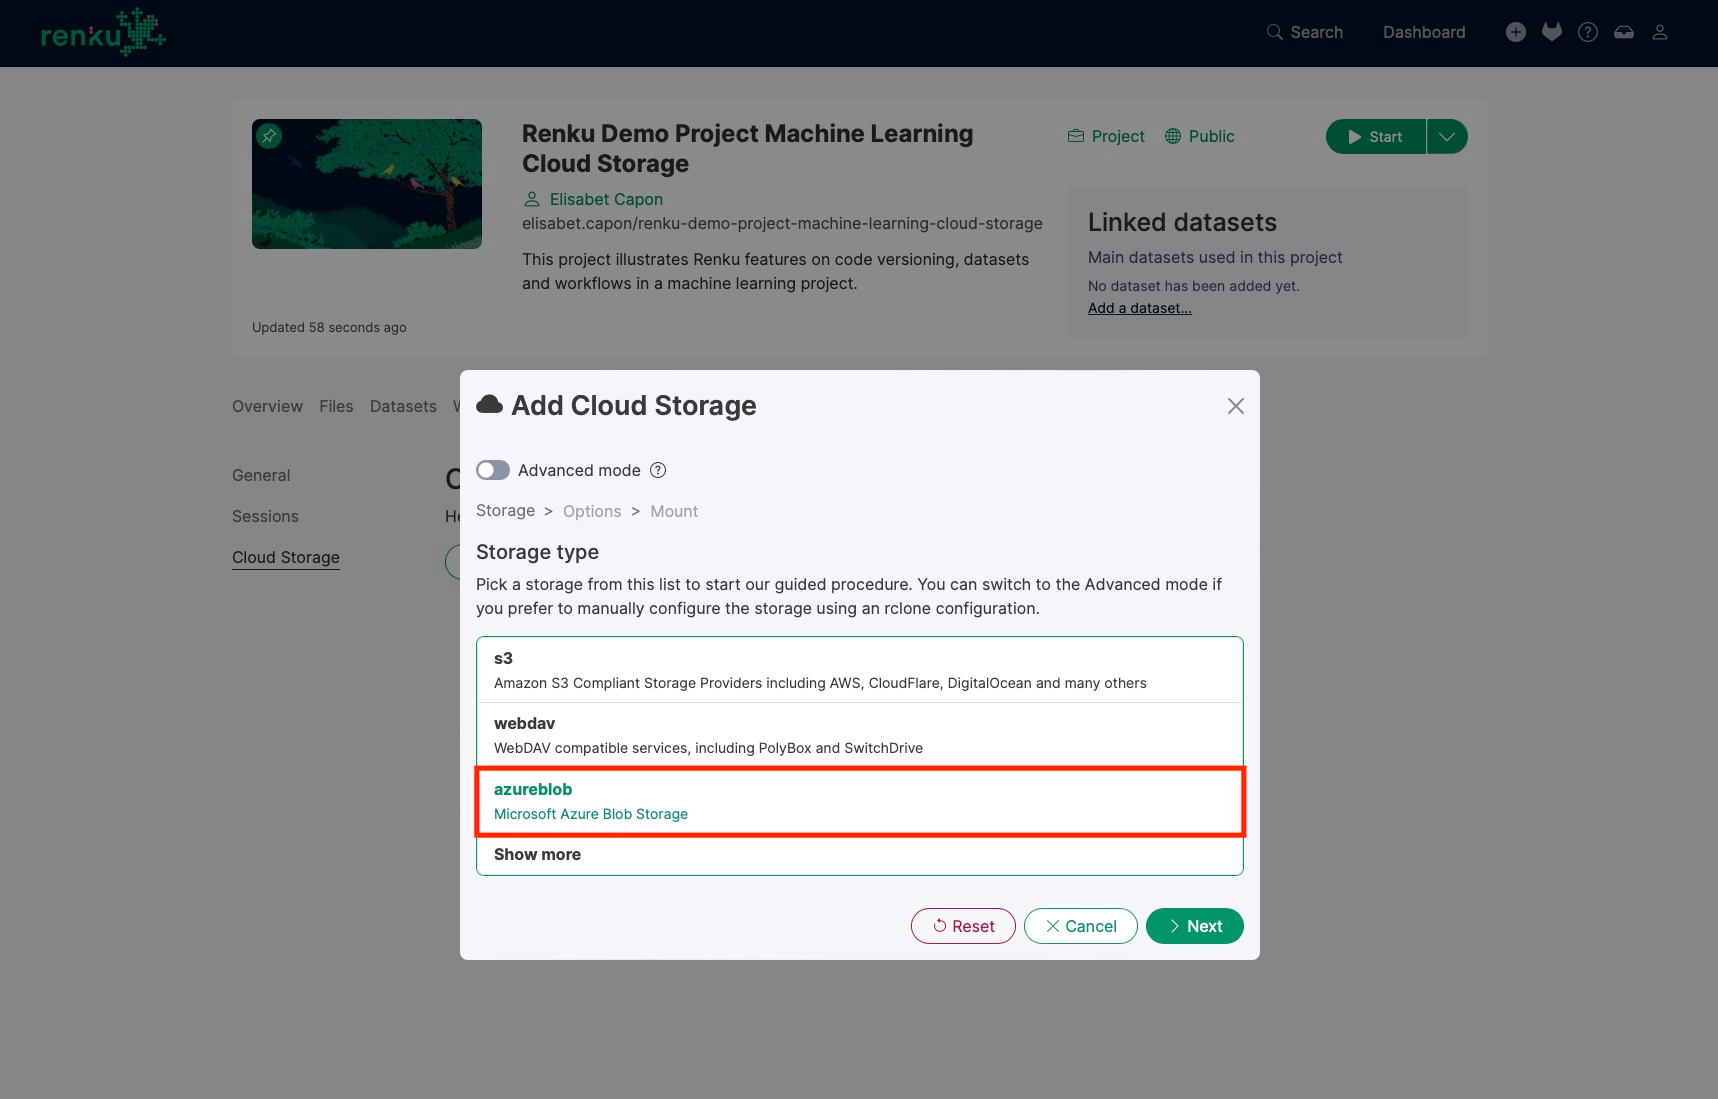 renku
Search
Dashboard
Renku Demo Project Machine Learning
Cloud Storage
Elisabet Capon
elisabet.capon/renku-demo-project-machine-learning-cloud-storage
This project illustrates Renku features on code versioning, datasets
and workflows in a machine learning project.
Updated 58 seconds ago
Project
Public
Start
Linked datasets
Main datasets used in this project
No dataset has been added yet.
Add a dataset...
Overview
Files
Datasets
General
Sessions
Cloud Storage
Add Cloud Storage
Advanced mode
Storage > Options > Mount
Storage type
Pick a storage from this list to start our guided procedure. You can switch to the Advanced mode if
you prefer to manually configure the storage using an rclone configuration.
s3
Amazon S3 Compliant Storage Providers including AWS, CloudFlare, DigitalOcean and many others
webdav
WebDAV compatible services, including PolyBox and SwitchDrive
azureblob
Microsoft Azure Blob Storage
Show more
Reset
Cancel
Next